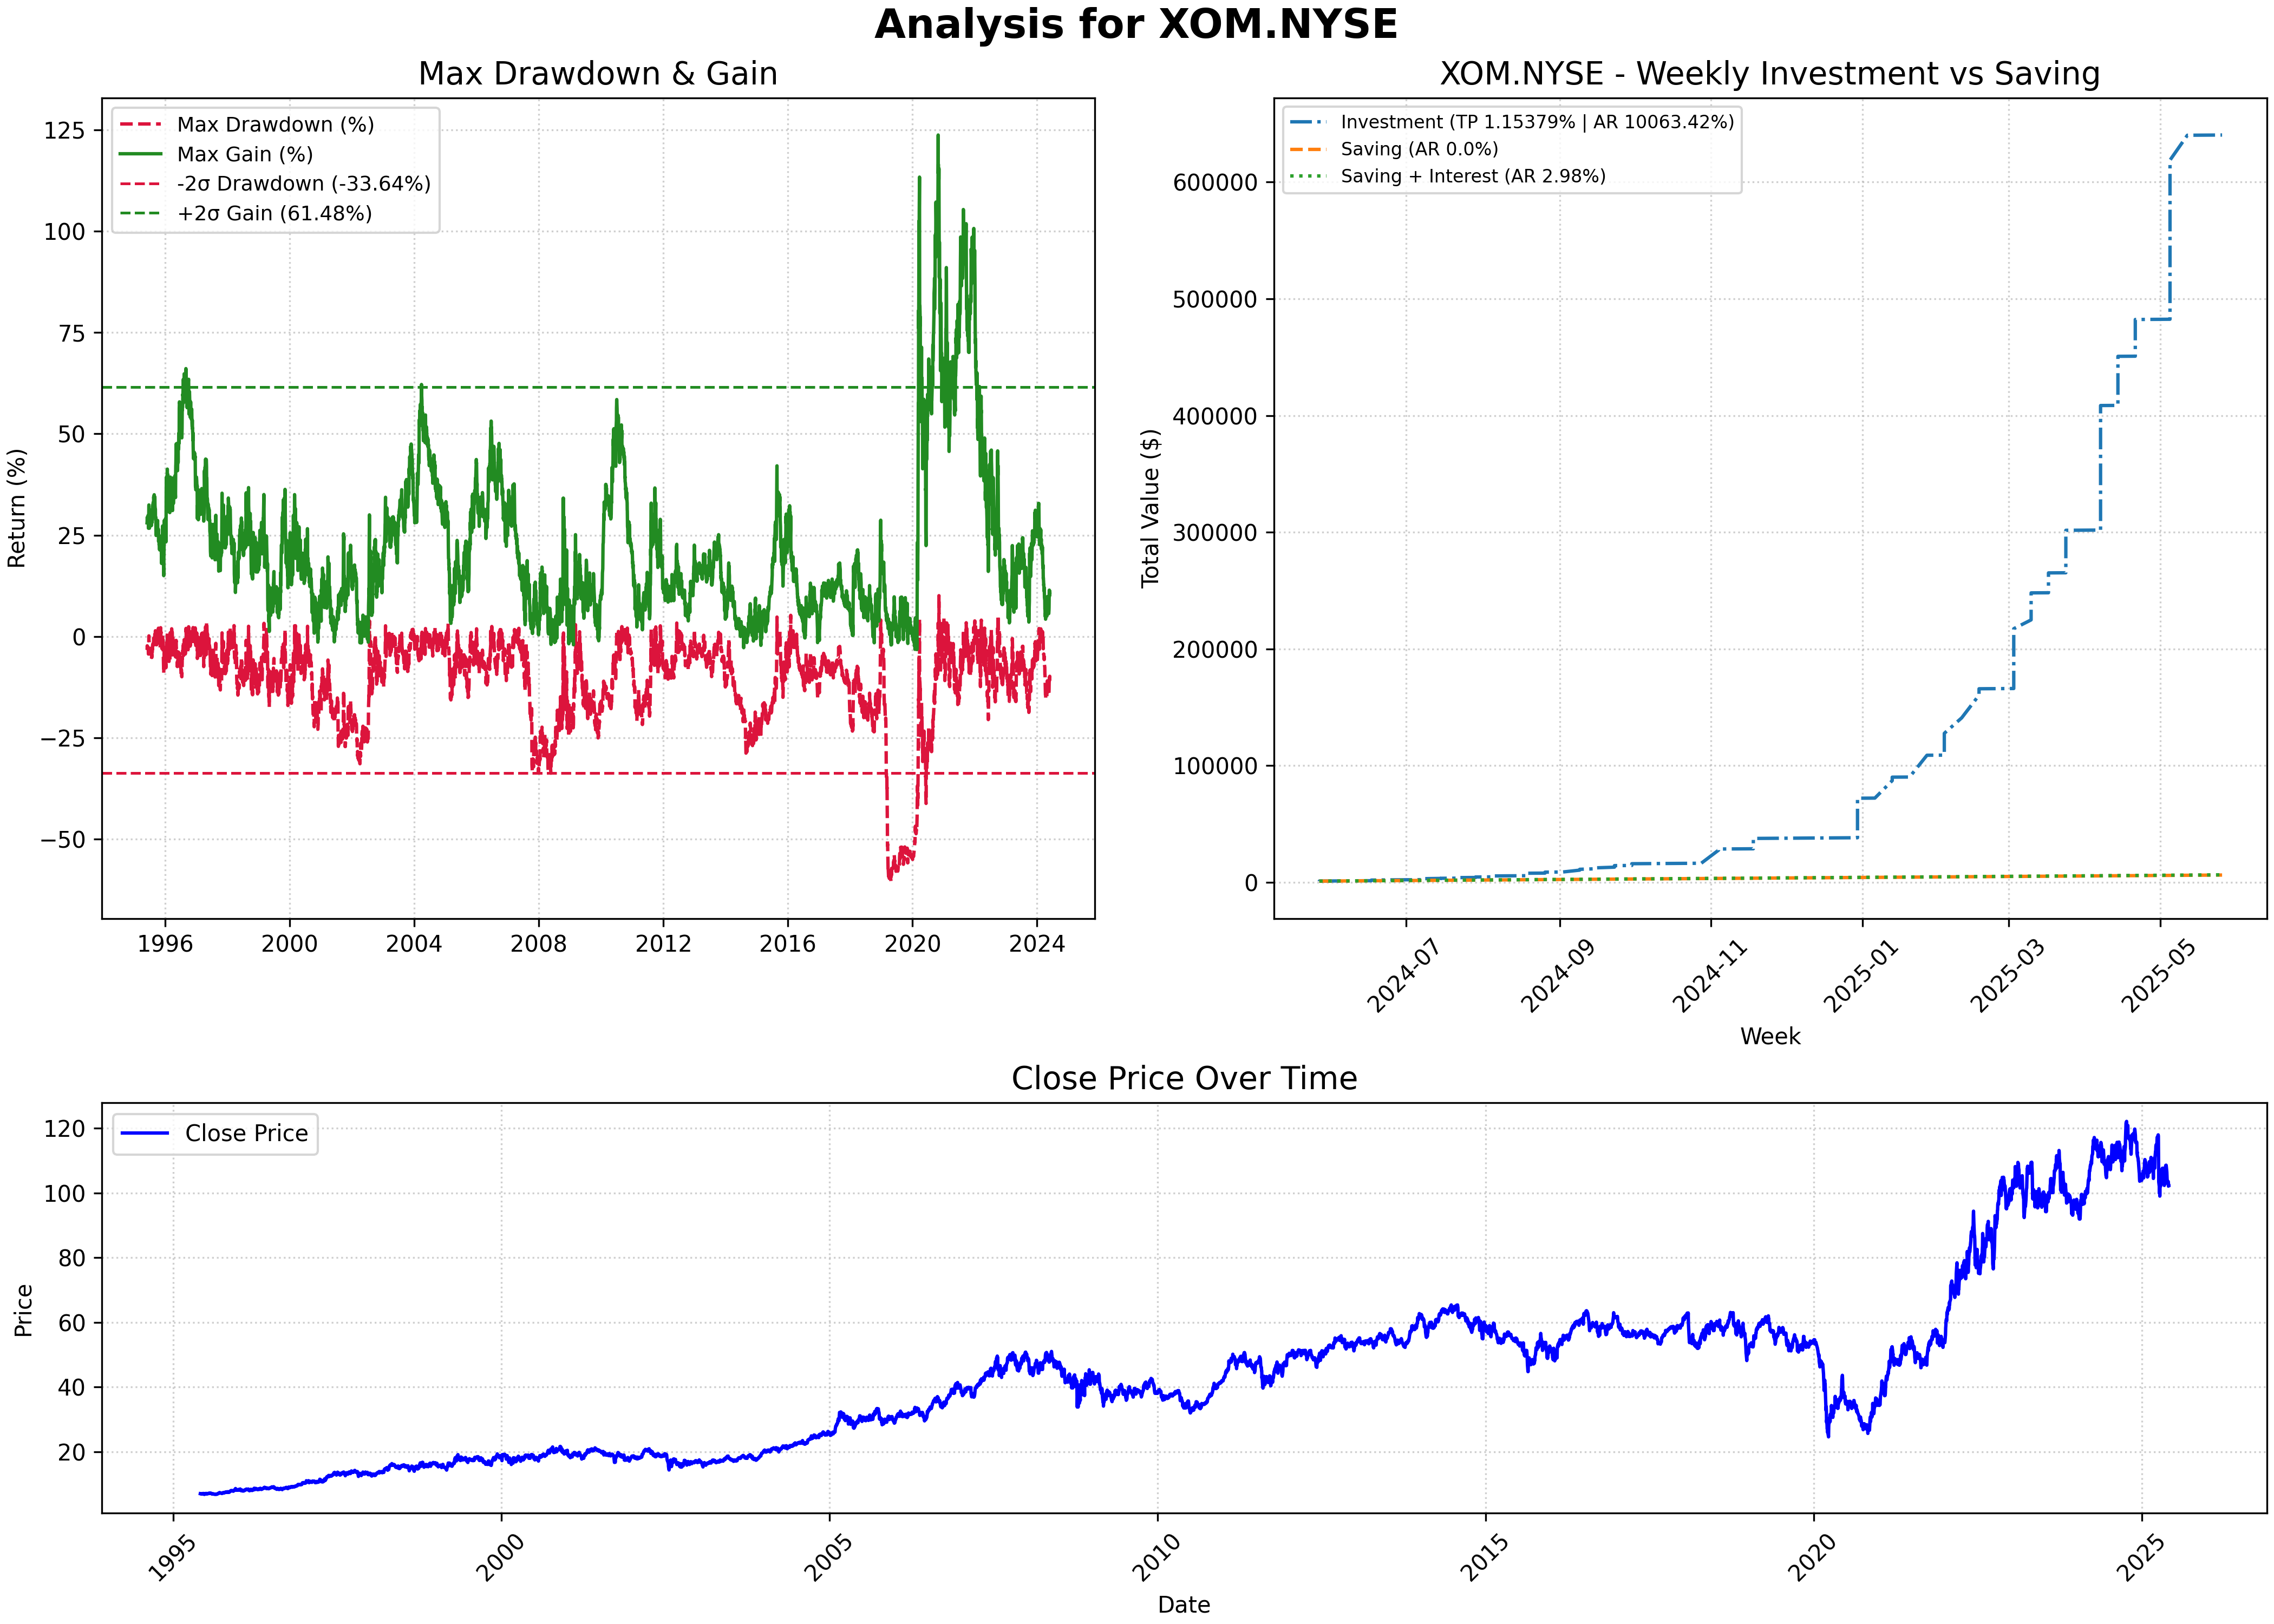 Analysis for XOM.NYSE
Max Drawdown & Gain
Max Drawdown (%)
Max Gain (%)
-2σ Drawdown (-33.64%)
+2σ Gain (61.48%)
Return (%)
125
100
75
50
25
0
−25
−50
1996 2000 2004 2008 2012 2016 2020 2024
XOM.NYSE - Weekly Investment vs Saving
Investment (TP 1.15379% | AR 10063.42%)
Saving (AR 0.0%)
Saving + Interest (AR 2.98%)
Total Value ($)
600000
500000
400000
300000
200000
100000
0
2024-07 2024-09 2024-11 2025-01 2025-03 2025-05
Week
Close Price Over Time
Close Price
Price
120
100
80
60
40
20
1995 2000 2005 2010 2015 2020 2025
Date